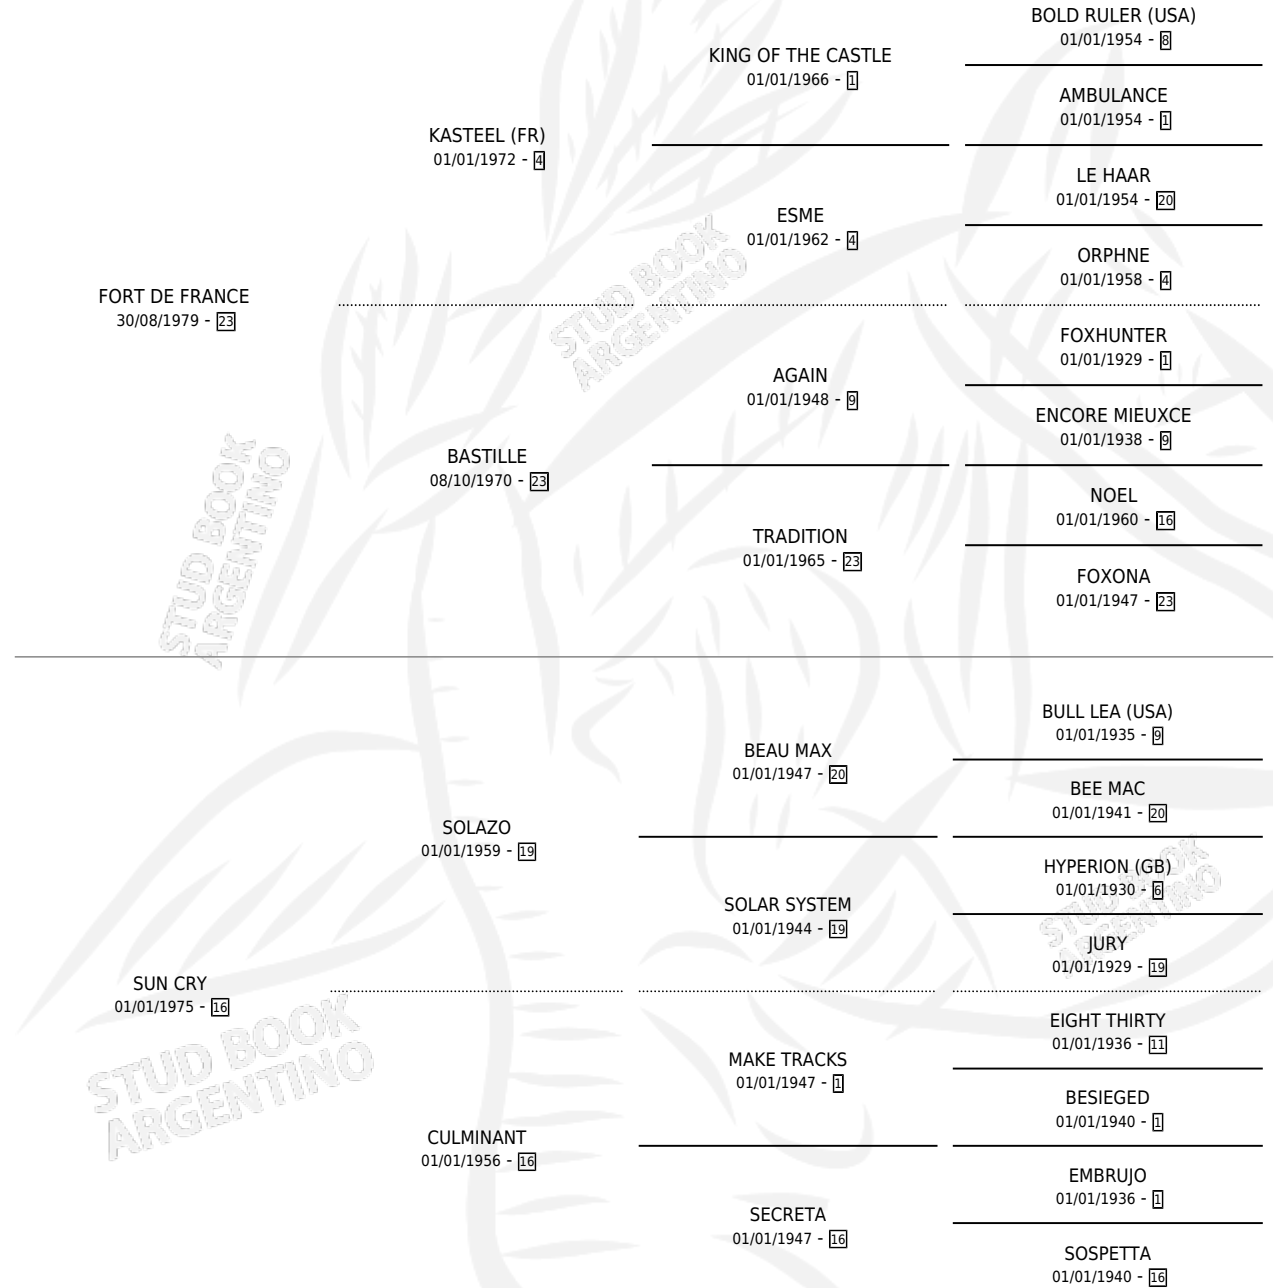 BOLD RULER (USA)
01/01/1954 - 8
KING OF THE CASTLE
01/01/1966 - 1
AMBULANCE
01/01/1954 - 1
KASTEEL (FR)
01/01/1972 - 4
LE HAAR
01/01/1954 - 20
ESME
01/01/1962 - 4
ORPHNE
01/01/1958 - 4
FORT DE FRANCE
30/08/1979 - 23
STUD BOOK
ARGENTINO
FOXHUNTER
01/01/1929 - 1
AGAIN
01/01/1948 - 9
ENCORE MIEUXCE
01/01/1938 - 9
BASTILLE
08/10/1970 - 23
NOEL
01/01/1960 - 16
TRADITION
01/01/1965 - 23
FOXONA
01/01/1947 - 23
STUD BOOK
ARGENTINO
BULL LEA (USA)
01/01/1935 - 9
BEAU MAX
01/01/1947 - 20
BEE MAC
01/01/1941 - 20
SOLAZO
01/01/1959 - 19
HYPERION (GB)
01/01/1930 - 6
SOLAR SYSTEM
01/01/1944 - 19
JURY
01/01/1929 - 19
STUD BOOK
ARGENTINO
SUN CRY
01/01/1975 - 16
EIGHT THIRTY
01/01/1936 - 11
MAKE TRACKS
01/01/1947 - 1
BESIEGED
01/01/1940 - 1
STUD BOOK
ARGENTINO
CULMINANT
01/01/1956 - 16
EMBRUJO
01/01/1936 - 1
SECRETA
01/01/1947 - 16
SOSPETTA
01/01/1940 - 16